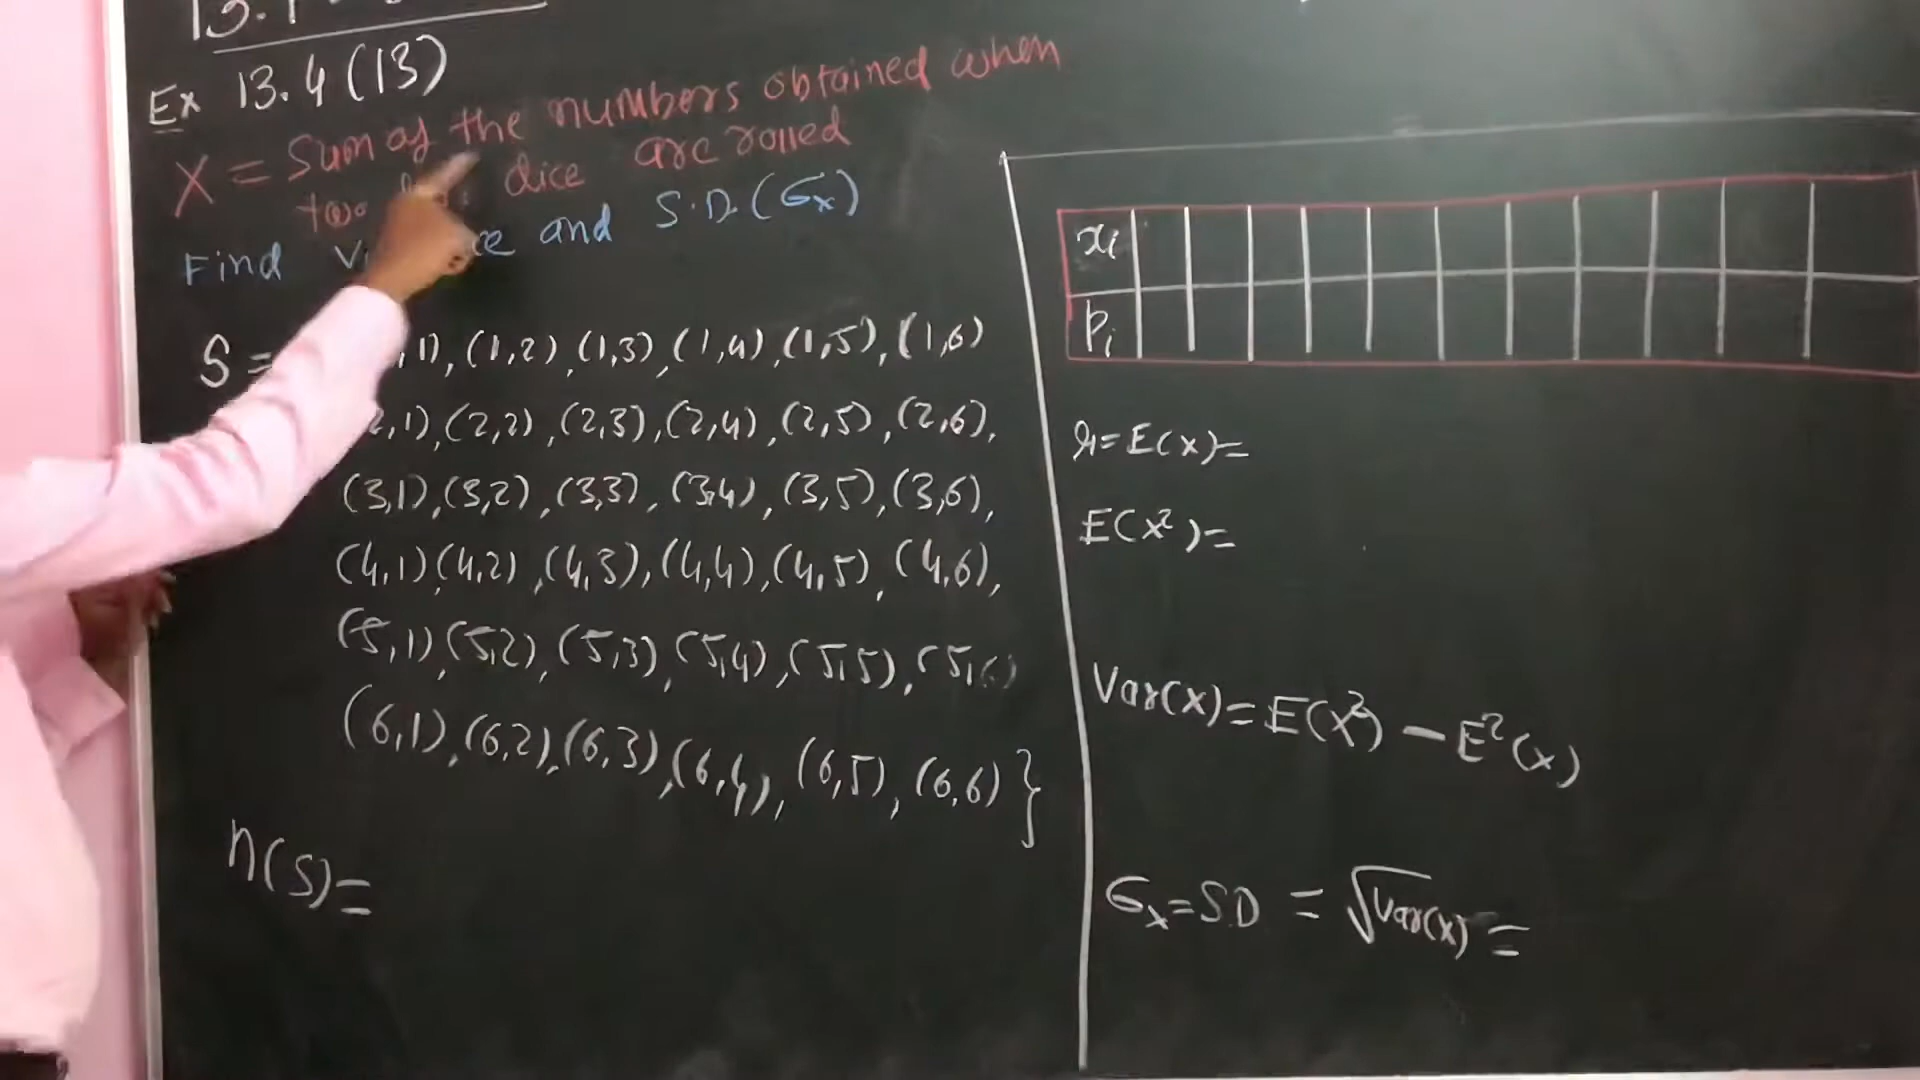 Ex 13.4 (13)
X = Sum of the numbers obtained when
two dice are rolled
Find and S.D. (σx)
S = 1), (1,2), (1,3), (1,4), (1,5), (1,6)
2,1), (2,2), (2,3), (2,4), (2,5), (2,6),
(3,1), (3,2), (3,3), (3,4), (3,5), (3,6),
(4,1) (4,2), (4,3), (4,4), (4,5), (4,6),
(5,1), (5,2), (5,3), (5,4), (5,5), (5,6)
(6,1), (6,2), (6,3), (6,4), (6,5), (6,6) }
n(S) =
xi
pi
μ = E(X) =
E(X²) =
Var(X) = E(X²) - E²(X)
σx = SD = √Var(X) =